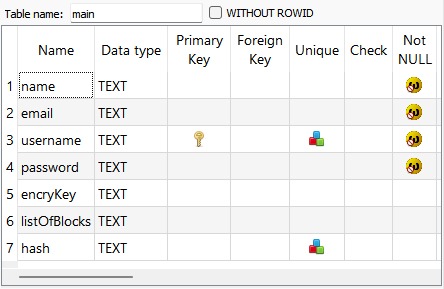 Table name: main WITHOUT ROWID
Name Data type Primary Key Foreign Key Unique Check Not NULL
1 name TEXT
2 email TEXT
3 username TEXT
4 password TEXT
5 encryKey TEXT
6 listOfBlocks TEXT
7 hash TEXT